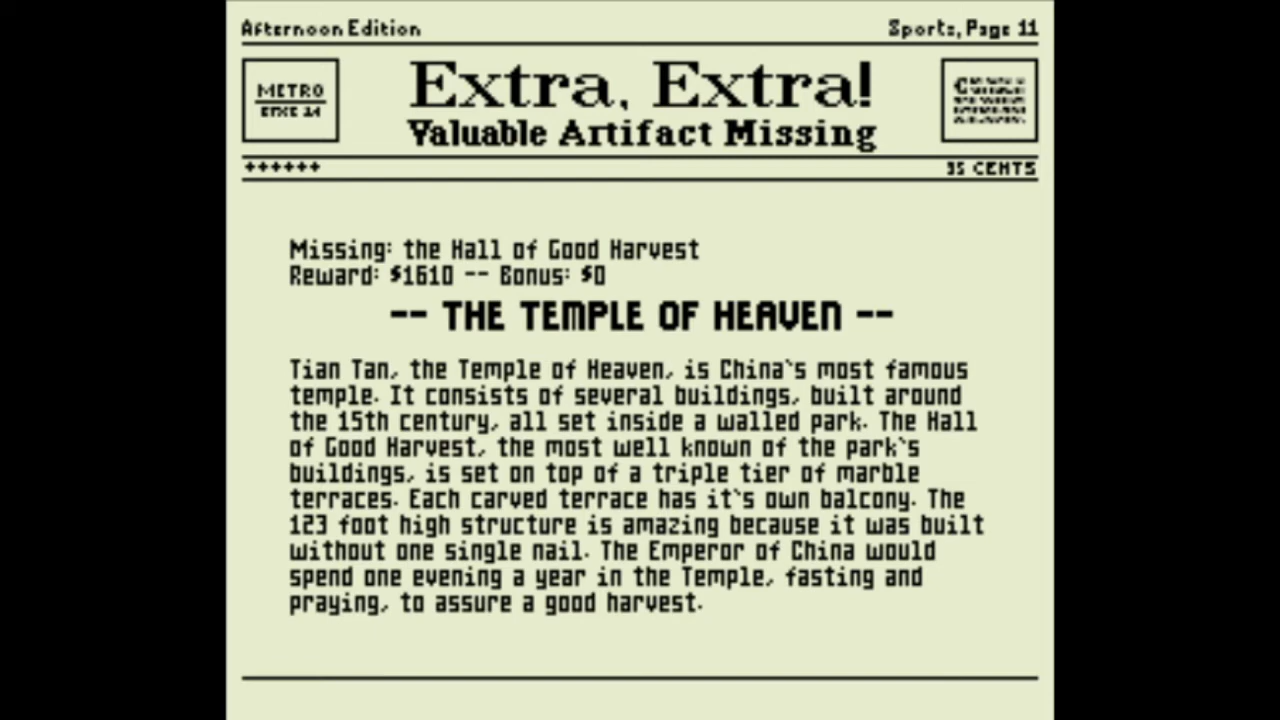 Afternoon Edition
Sports, Page 11
METRO
Extra, Extra!
Valuable Artifact Missing
++++++
35 CENTS
Missing: the Hall of Good Harvest
Reward: $1610 -- Bonus: $0
-- THE TEMPLE OF HEAVEN --
Tian Tan, the Temple of Heaven, is China`s most famous
temple. It consists of several buildings, built around
the 15th century, all set inside a walled park. The Hall
of Good Harvest, the most well known of the park`s
buildings, is set on top of a triple tier of marble
terraces. Each carved terrace has it`s own balcony. The
123 foot high structure is amazing because it was built
without one single nail. The Emperor of China would
spend one evening a year in the Temple, fasting and
praying, to assure a good harvest.